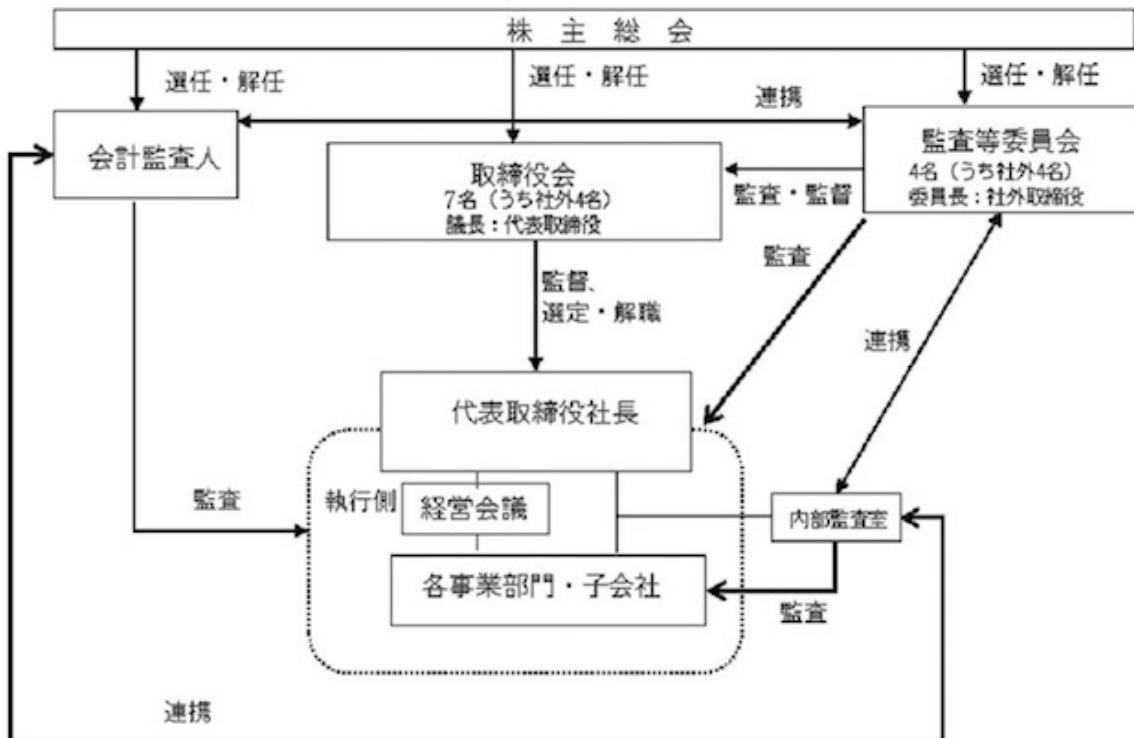 株主総会
選任・解任
選任・解任
選任・解任
連携
会計監査人
監査等委員会
4名（うち社外4名）
委員長：社外取締役
取締役会
7名（うち社外4名）
議長：代表取締役
監査・監督
監査
監督、
選定・解職
連携
代表取締役社長
監査
執行側
経営会議
内部監査室
各事業部門・子会社
監査
連携